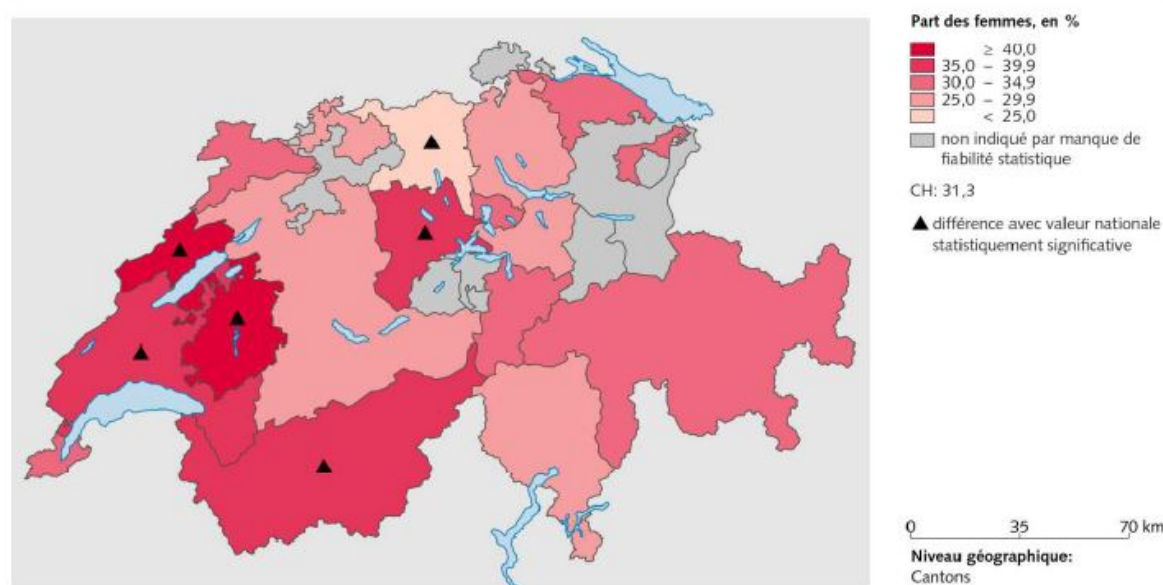 Part des femmes, en %
≥ 40,0
35,0 – 39,9
30,0 – 34,9
25,0 – 29,9
< 25,0
non indiqué par manque de
fiabilité statistique
CH: 31,3
▲ différence avec valeur nationale
statistiquement significative
0 35 70 km
Niveau géographique:
Cantons